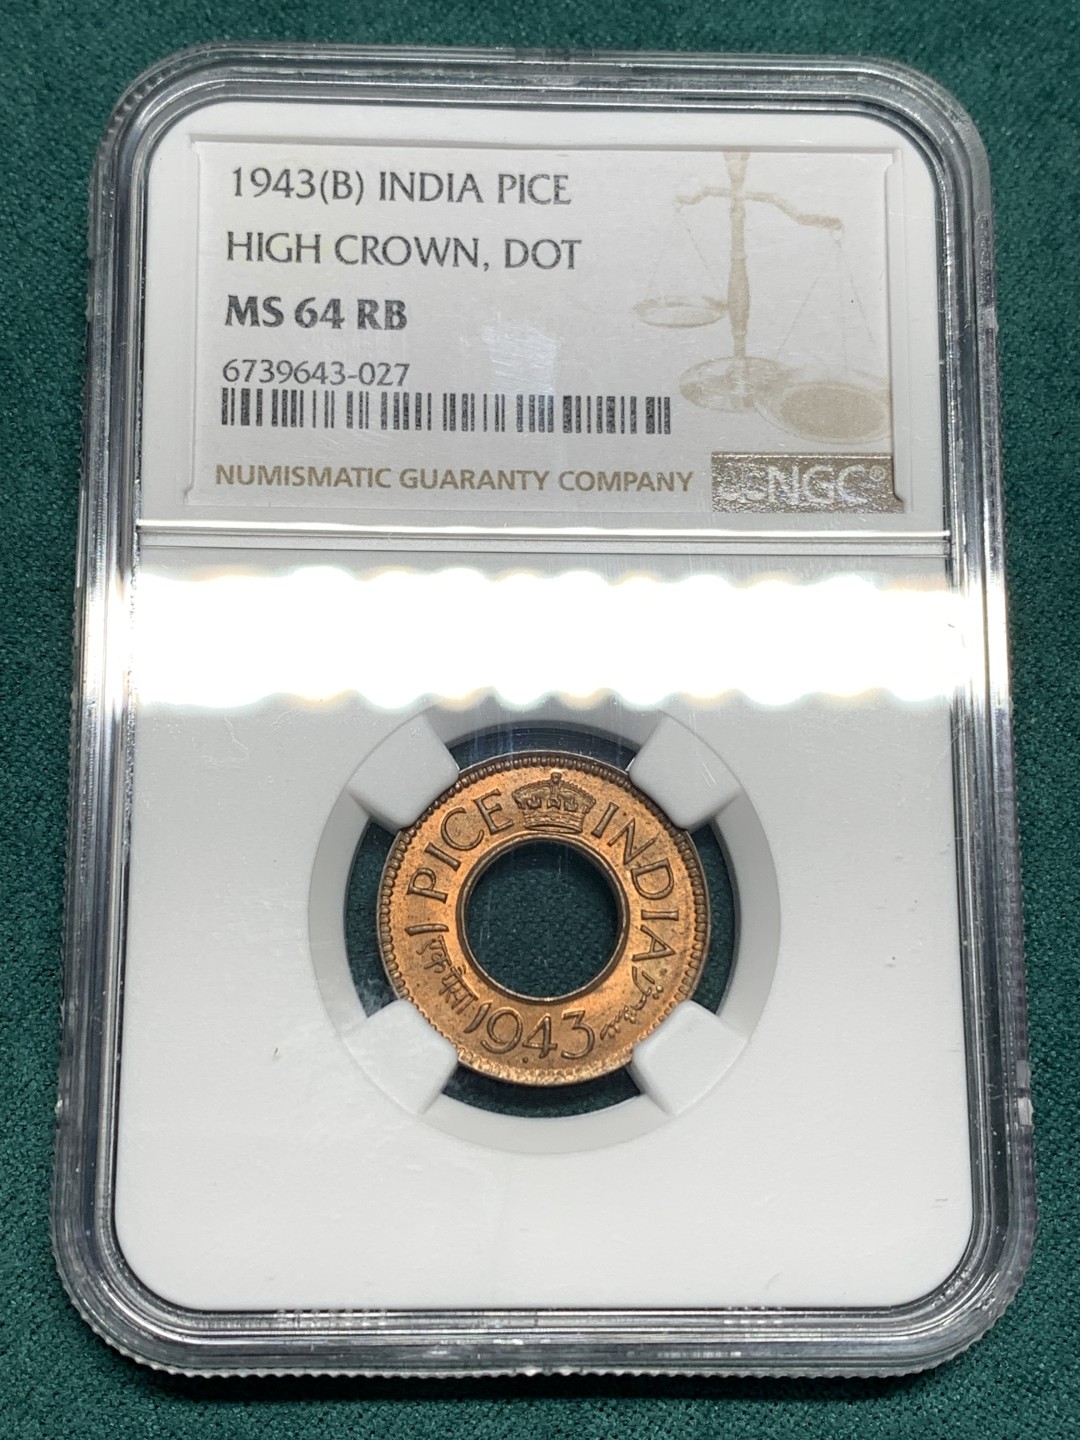 1943(B) INDIA PICE
HIGH CROWN, DOT
MS 64 RB
6739643-027
NUMISMATIC GUARANTY COMPANY
NGC®
1 PICE INDIA
एक पैसा
1943